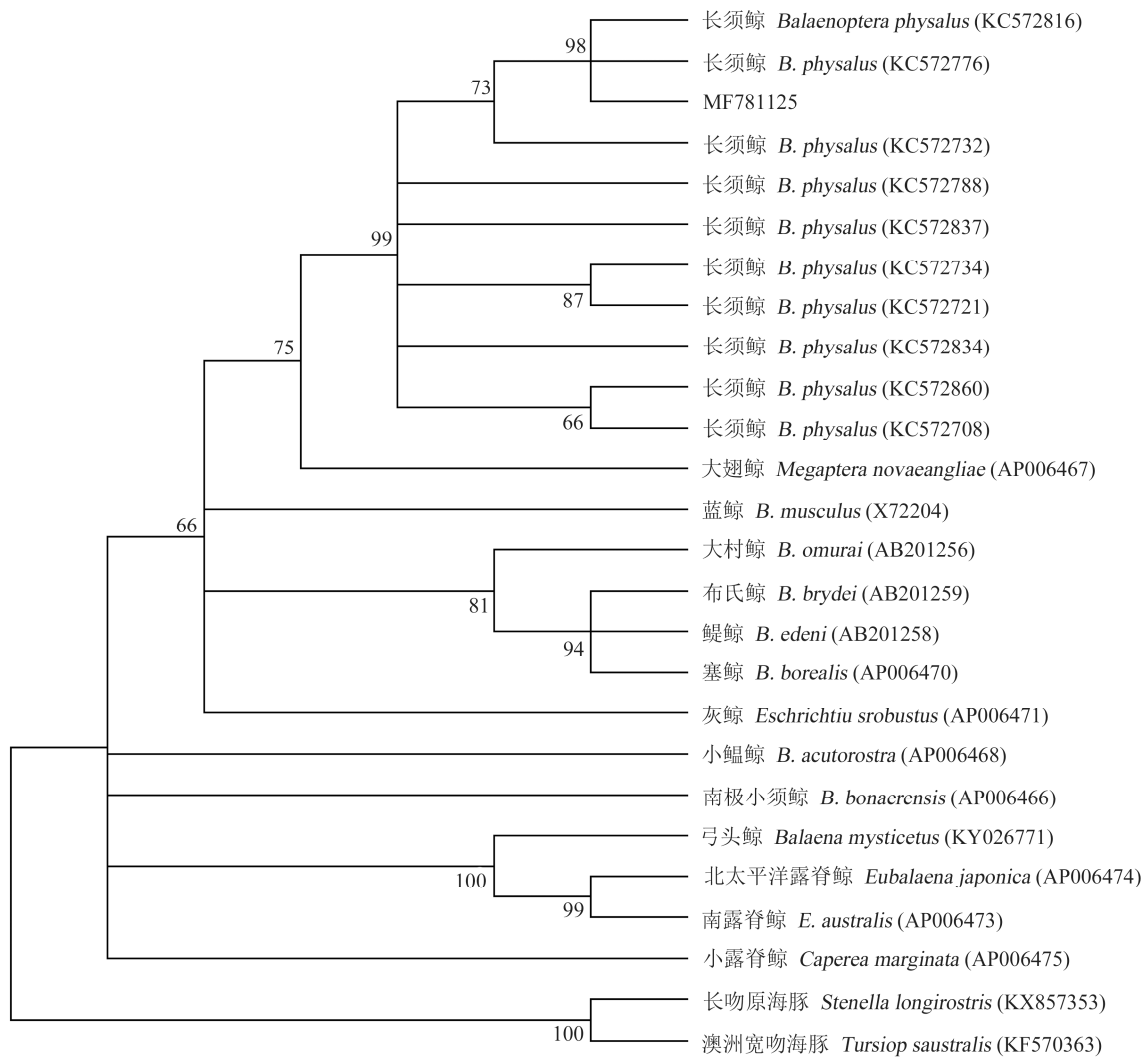 长须鲸 Balaenoptera physalus (KC572816)
98
长须鲸 B. physalus (KC572776)
73
MF781125
长须鲸 B. physalus (KC572732)
长须鲸 B. physalus (KC572788)
长须鲸 B. physalus (KC572837)
99
长须鲸 B. physalus (KC572734)
87
长须鲸 B. physalus (KC572721)
75
长须鲸 B. physalus (KC572834)
长须鲸 B. physalus (KC572860)
66
长须鲸 B. physalus (KC572708)
大翅鲸 Megaptera novaeangliae (AP006467)
蓝鲸 B. musculus (X72204)
66
大村鲸 B. omurai (AB201256)
81
布氏鲸 B. brydei (AB201259)
鳀鲸 B. edeni (AB201258)
94
塞鲸 B. borealis (AP006470)
灰鲸 Eschrichtiu srobustus (AP006471)
小鰛鲸 B. acutorostra (AP006468)
南极小须鲸 B. bonacrcnsis (AP006466)
弓头鲸 Balaena mysticetus (KY026771)
100
北太平洋露脊鲸 Eubalaena japonica (AP006474)
99
南露脊鲸 E. australis (AP006473)
小露脊鲸 Caperea marginata (AP006475)
长吻原海豚 Stenella longirostris (KX857353)
100
澳洲宽吻海豚 Tursiop saustralis (KF570363)